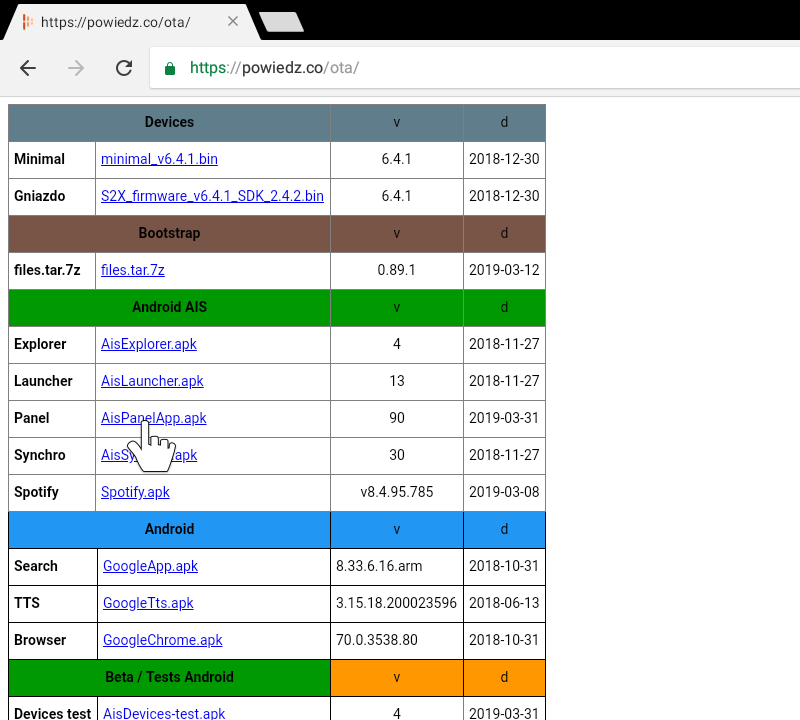 https://powiedz.co/ota/
https://powiedz.co/ota/
Devices v d
Minimal minimal_v6.4.1.bin 6.4.1 2018-12-30
Gniazdo S2X_firmware_v6.4.1_SDK_2.4.2.bin 6.4.1 2018-12-30
Bootstrap v d
files.tar.7z files.tar.7z 0.89.1 2019-03-12
Android AIS v d
Explorer AisExplorer.apk 4 2018-11-27
Launcher AisLauncher.apk 13 2018-11-27
Panel AisPanelApp.apk 90 2019-03-31
Synchro 30 2018-11-27
Spotify Spotify.apk v8.4.95.785 2019-03-08
Android v d
Search GoogleApp.apk 8.33.6.16.arm 2018-10-31
TTS GoogleTts.apk 3.15.18.200023596 2018-06-13
Browser GoogleChrome.apk 70.0.3538.80 2018-10-31
Beta / Tests Android v d
Devices test AisDevices-test.apk 4 2019-03-31